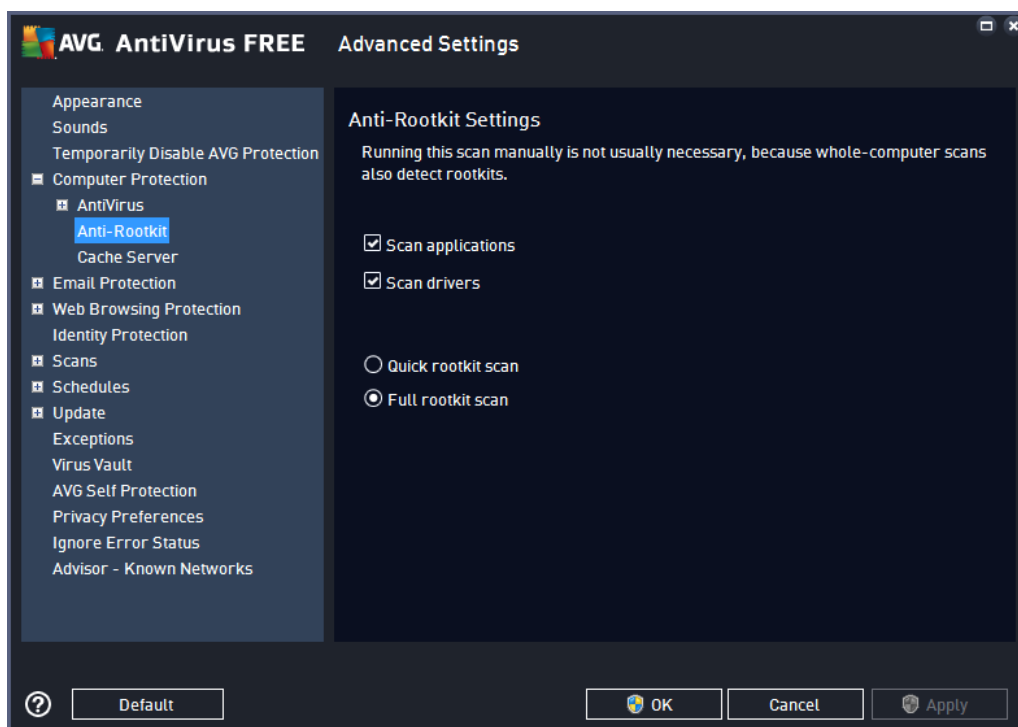 AVG. AntiVirus FREE
Advanced Settings
Appearance
Sounds
Temporarily Disable AVG Protection
Computer Protection
AntiVirus
Anti-Rootkit
Cache Server
Email Protection
Web Browsing Protection
Identity Protection
Scans
Schedules
Update
Exceptions
Virus Vault
AVG Self Protection
Privacy Preferences
Ignore Error Status
Advisor - Known Networks
Anti-Rootkit Settings
Running this scan manually is not usually necessary, because whole-computer scans
also detect rootkits.
Scan applications
Scan drivers
Quick rootkit scan
Full rootkit scan
?
Default
OK
Cancel
Apply